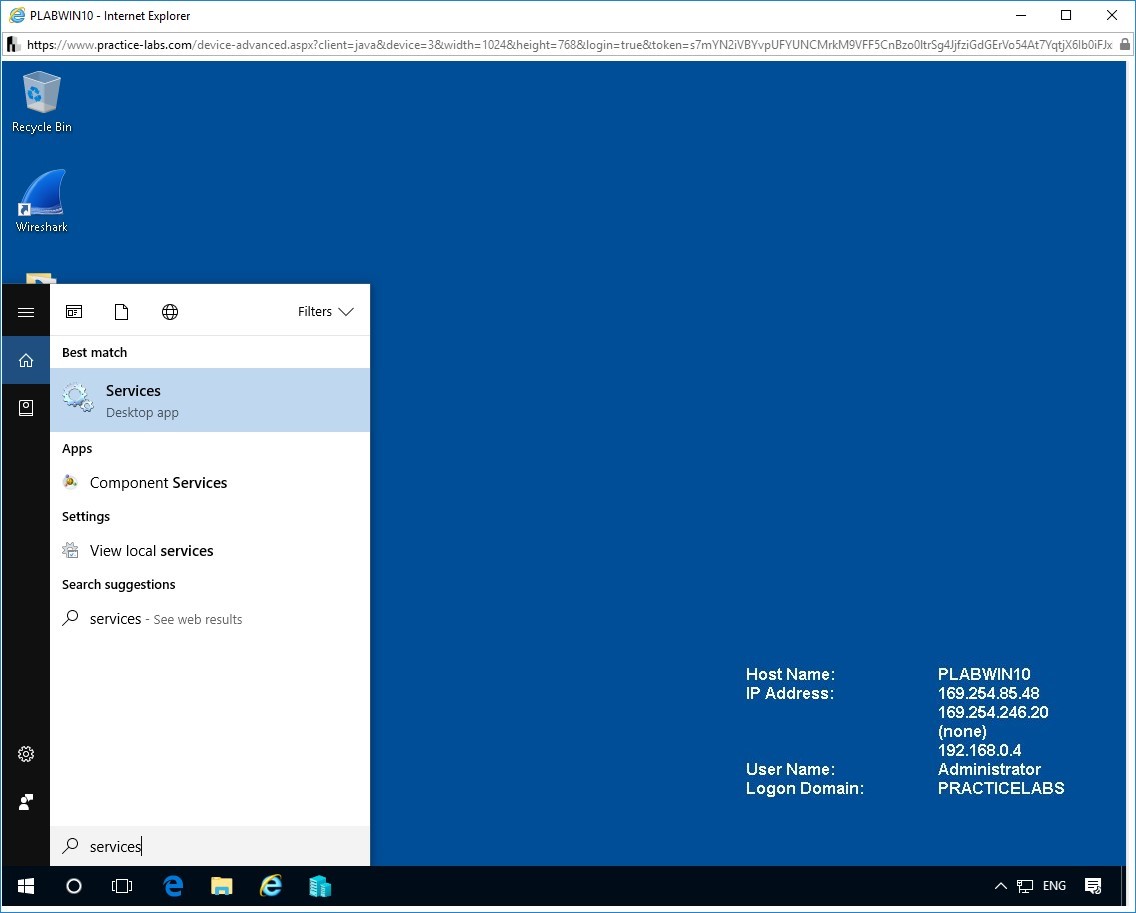 PLABWIN10 - Internet Explorer
https://www.practice-labs.com/device-advanced.aspx?client=java&device=3&width=1024&height=768&login=true&token=s7mYN2iVBYvpUFYUNCMrkM9VFF5CnBzo0ItrSg4JjfziGdGErVo54At7YqtjX6lb0iFJx
Recycle Bin
Wireshark
Filters
Best match
Services
Desktop app
Apps
Component Services
Settings
View local services
Search suggestions
services - See web results
services
Host Name: PLABWIN10
IP Address: 169.254.85.48
169.254.246.20
(none)
192.168.0.4
User Name: Administrator
Logon Domain: PRACTICELABS
ENG